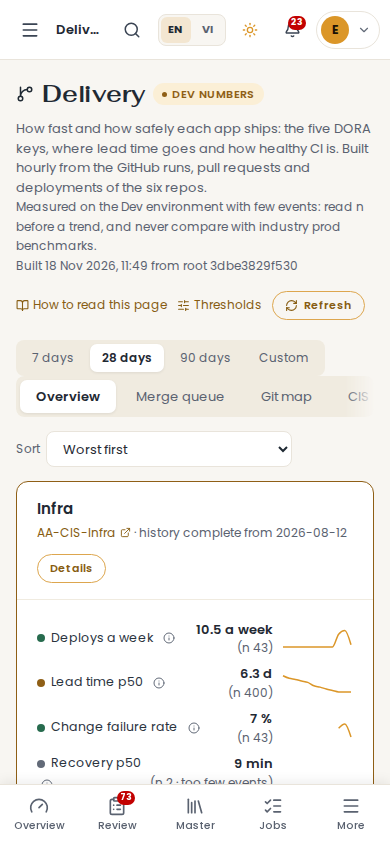 Deliv...
EN
VI
23
E
Delivery
DEV NUMBERS
How fast and how safely each app ships: the five DORA
keys, where lead time goes and how healthy CI is. Built
hourly from the GitHub runs, pull requests and
deployments of the six repos.
Measured on the Dev environment with few events: read n
before a trend, and never compare with industry prod
benchmarks.
Built 18 Nov 2026, 11:49 from root 3dbe3829f530
How to read this page
Thresholds
Refresh
7 days
28 days
90 days
Custom
Overview
Merge queue
Git map
CIS
Sort
Worst first
Infra
AA-CIS-Infra · history complete from 2026-08-12
Details
Deploys a week
10.5 a week
(n 43)
Lead time p50
6.3 d
(n 400)
Change failure rate
7 %
(n 43)
Recovery p50
9 min
(n 2 · too few events)
Overview
73
Review
Master
Jobs
More